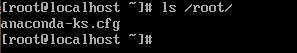 [root@localhost ~]# ls /root/
anaconda-ks.cfg
[root@localhost ~]#